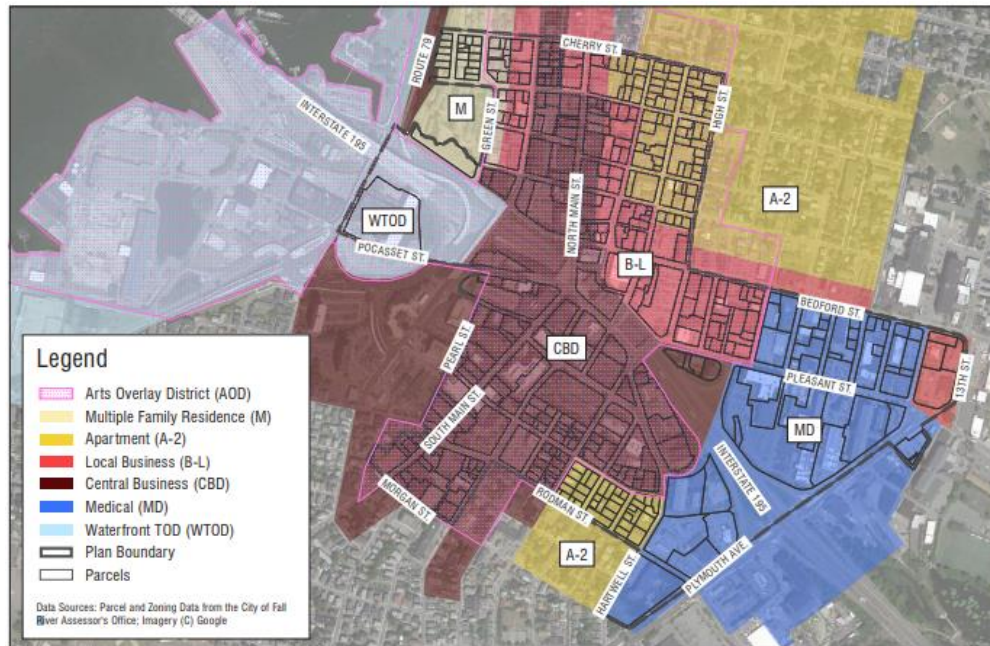 CHERRY ST.
ROUTE 79
M
GREEN ST.
HIGH ST.
INTERSTATE 195
A-2
NORTH MAIN ST.
WTOD
POCASSET ST.
B-L
BEDFORD ST.
PEARL ST.
CBD
PLEASANT ST.
13TH ST.
SOUTH MAIN ST.
MD
INTERSTATE 195
MORGAN ST.
RODMAN ST.
A-2
HARTWELL ST.
PLYMOUTH AVE.
Legend
Arts Overlay District (AOD)
Multiple Family Residence (M)
Apartment (A-2)
Local Business (B-L)
Central Business (CBD)
Medical (MD)
Waterfront TOD (WTOD)
Plan Boundary
Parcels
Data Sources: Parcel and Zoning Data from the City of Fall
River Assessor's Office; Imagery (C) Google